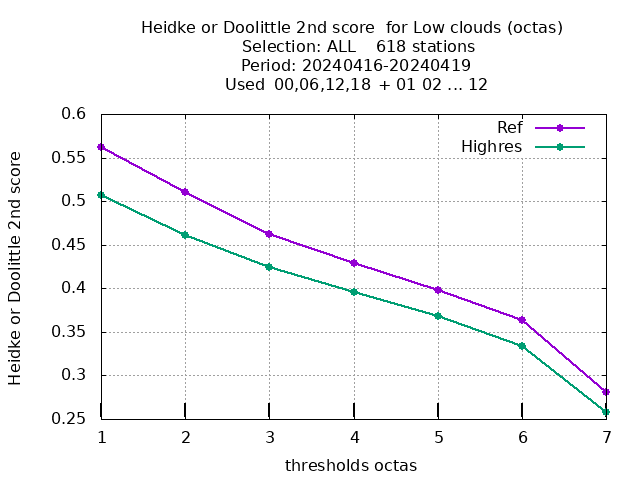 Heidke or Doolittle 2nd score  for Low clouds (octas)
Selection: ALL    618 stations
Period: 20240416-20240419
Used  00,06,12,18 + 01 02 ... 12
Ref
Highres
Heidke or Doolittle 2nd score
0.6
0.55
0.5
0.45
0.4
0.35
0.3
0.25
1 2 3 4 5 6 7
thresholds octas